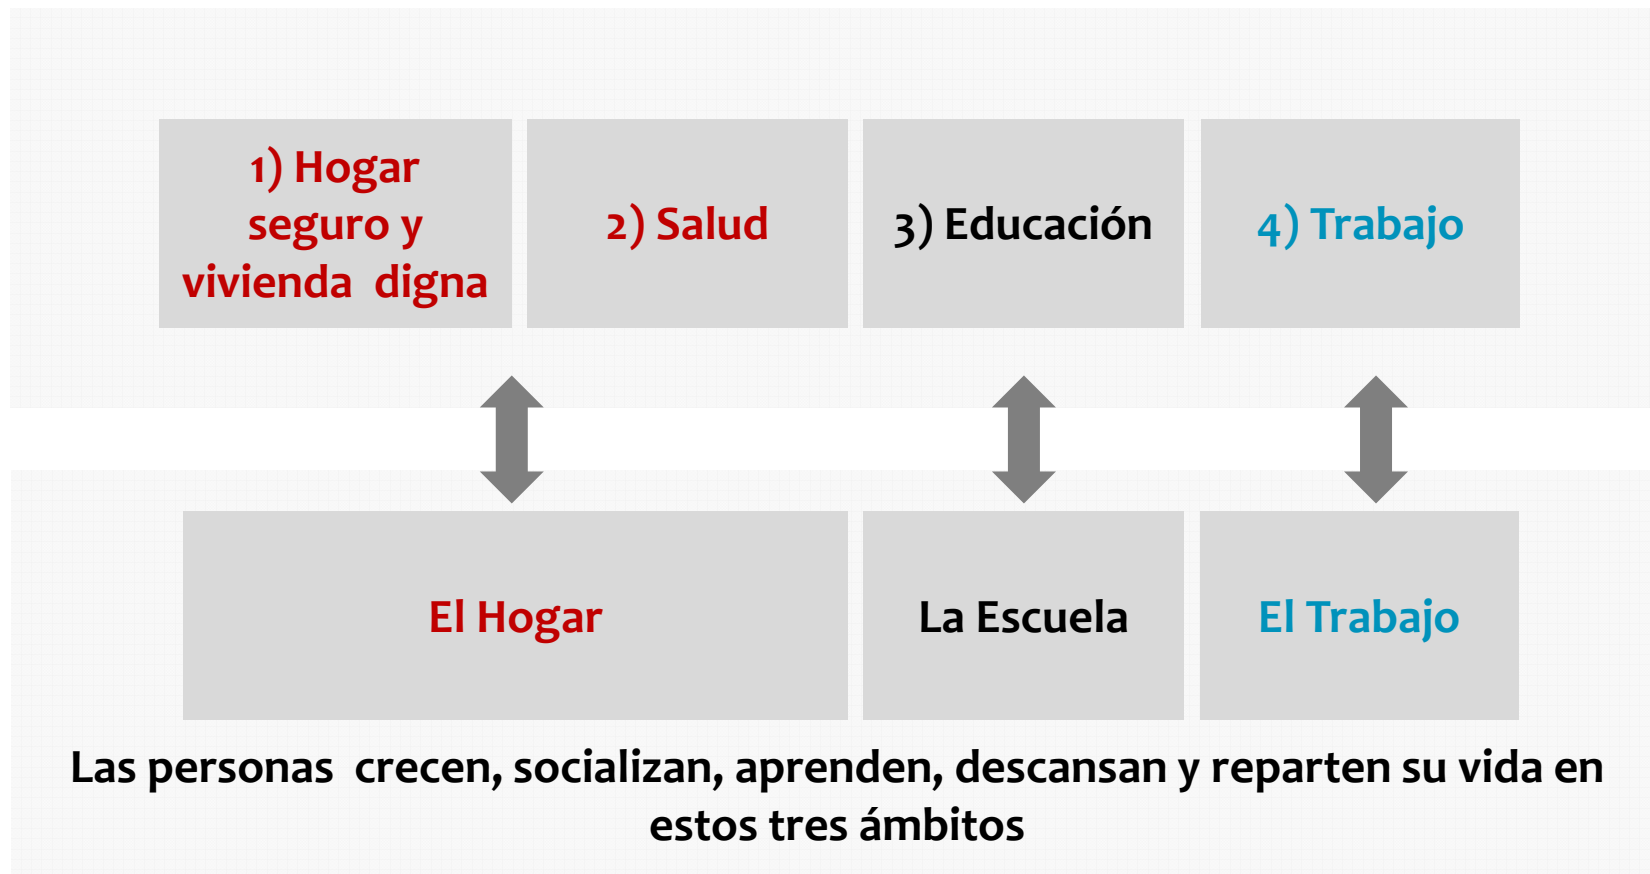 1) Hogar
seguro y
vivienda  digna
2) Salud
3) Educación
4) Trabajo
El Hogar
La Escuela
El Trabajo
Las personas  crecen, socializan, aprenden, descansan y reparten su vida en
estos tres ámbitos